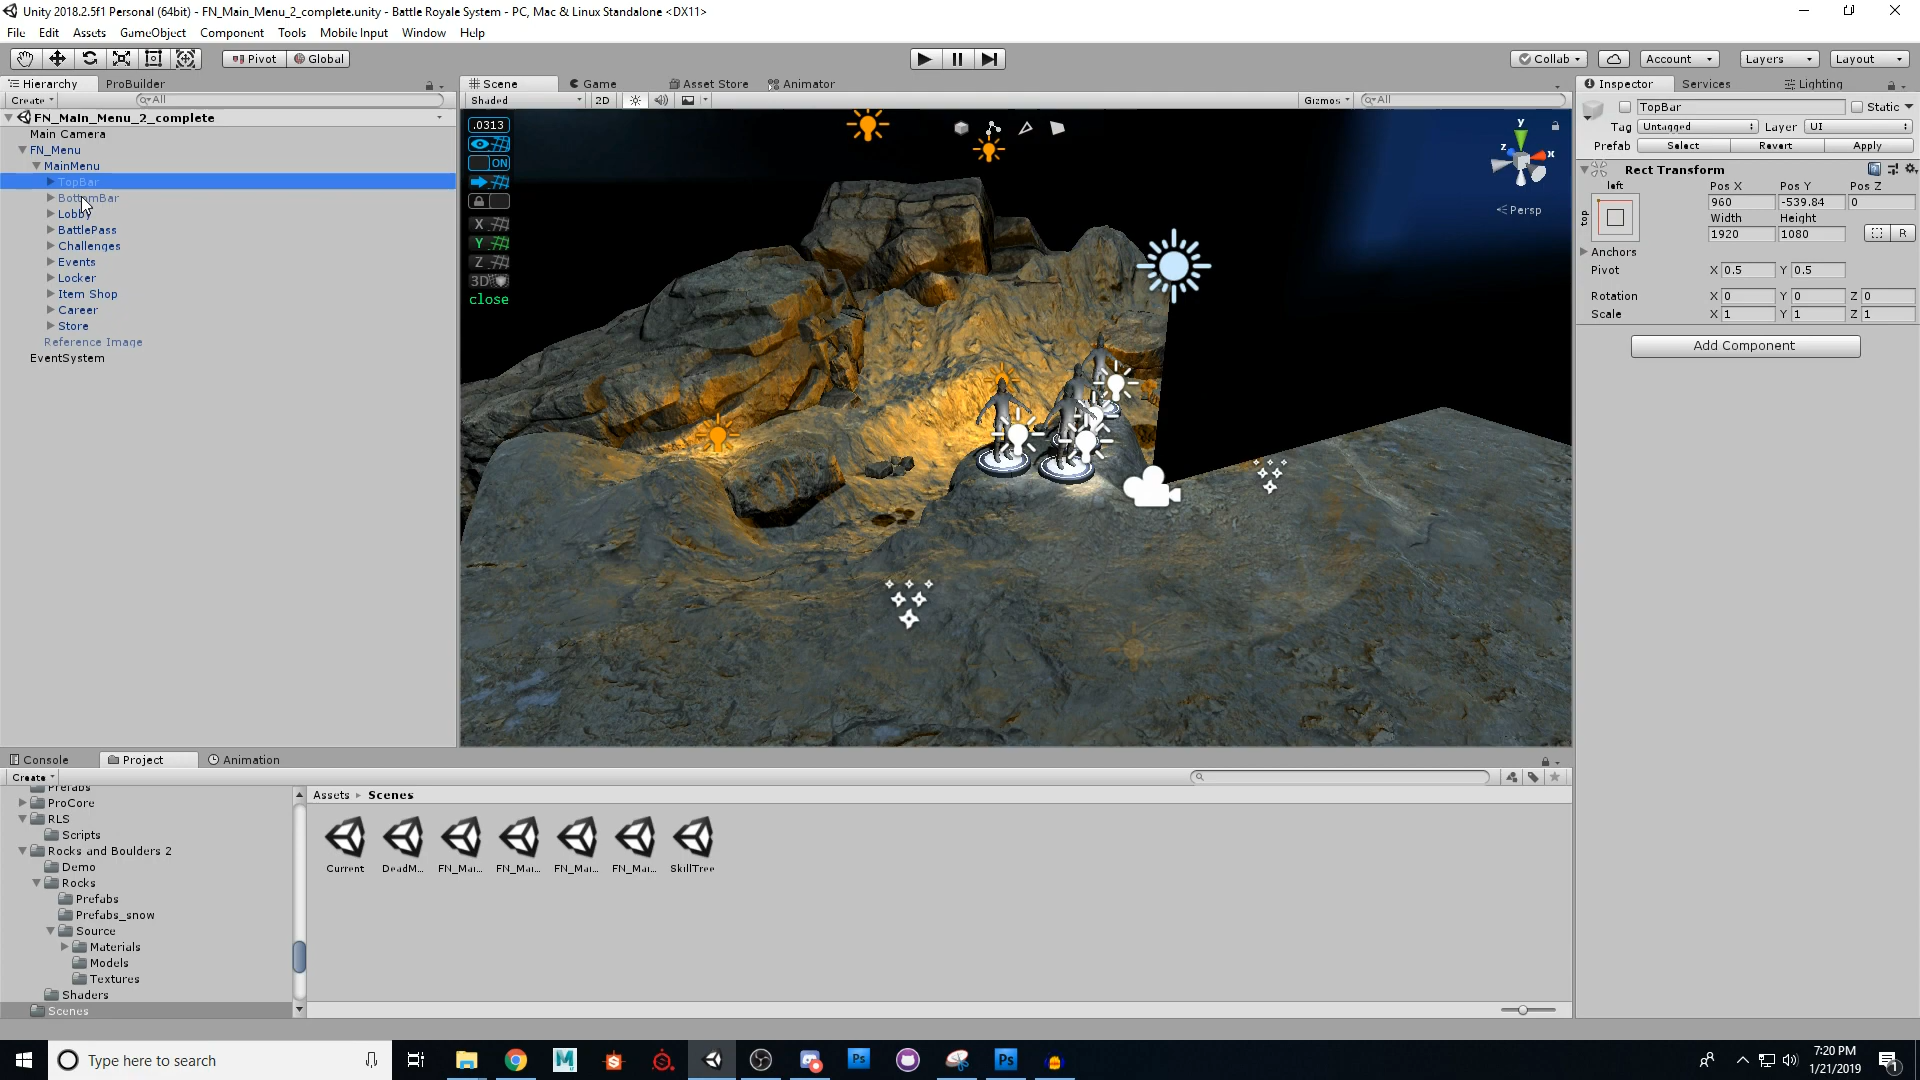 Unity 2018.2.5f1 Personal (64bit) - FN_Main_Menu_2_complete.unity - Battle Royale System - PC, Mac & Linux Standalone <DX11>
File Edit Assets GameObject Component Tools Mobile Input Window Help
Pivot Global Collab Account Layers Layout
Hierarchy ProBuilder Scene Game Asset Store Animator Inspector Services Lighting
Create All Shaded 2D Gizmos All
FN_Main_Menu_2_complete
Main Camera
FN_Menu
MainMenu
TopBar
BottomBar
Lobby
BattlePass
Challenges
Events
Locker
Item Shop
Career
Store
Reference Image
EventSystem
.0313
ON
X
Y
Z
3D
close
y
z x
Persp
TopBar Static
Tag Untagged Layer UI
Prefab Select Revert Apply
Rect Transform
left Pos X Pos Y Pos Z
top 960 -539.84 0
Width Height
1920 1080 R
Anchors
Pivot X 0.5 Y 0.5
Rotation X 0 Y 0 Z 0
Scale X 1 Y 1 Z 1
Add Component
Console Project Animation
Create
Prefabs
ProCore
RLS
Scripts
Rocks and Boulders 2
Demo
Rocks
Prefabs
Prefabs_snow
Source
Materials
Models
Textures
Shaders
Scenes
Assets Scenes
Current DeadM... FN_Mai... FN_Mai... FN_Mai... FN_Mai... SkillTree
Type here to search
M
Ps
Ps
7:20 PM
1/21/2019
1